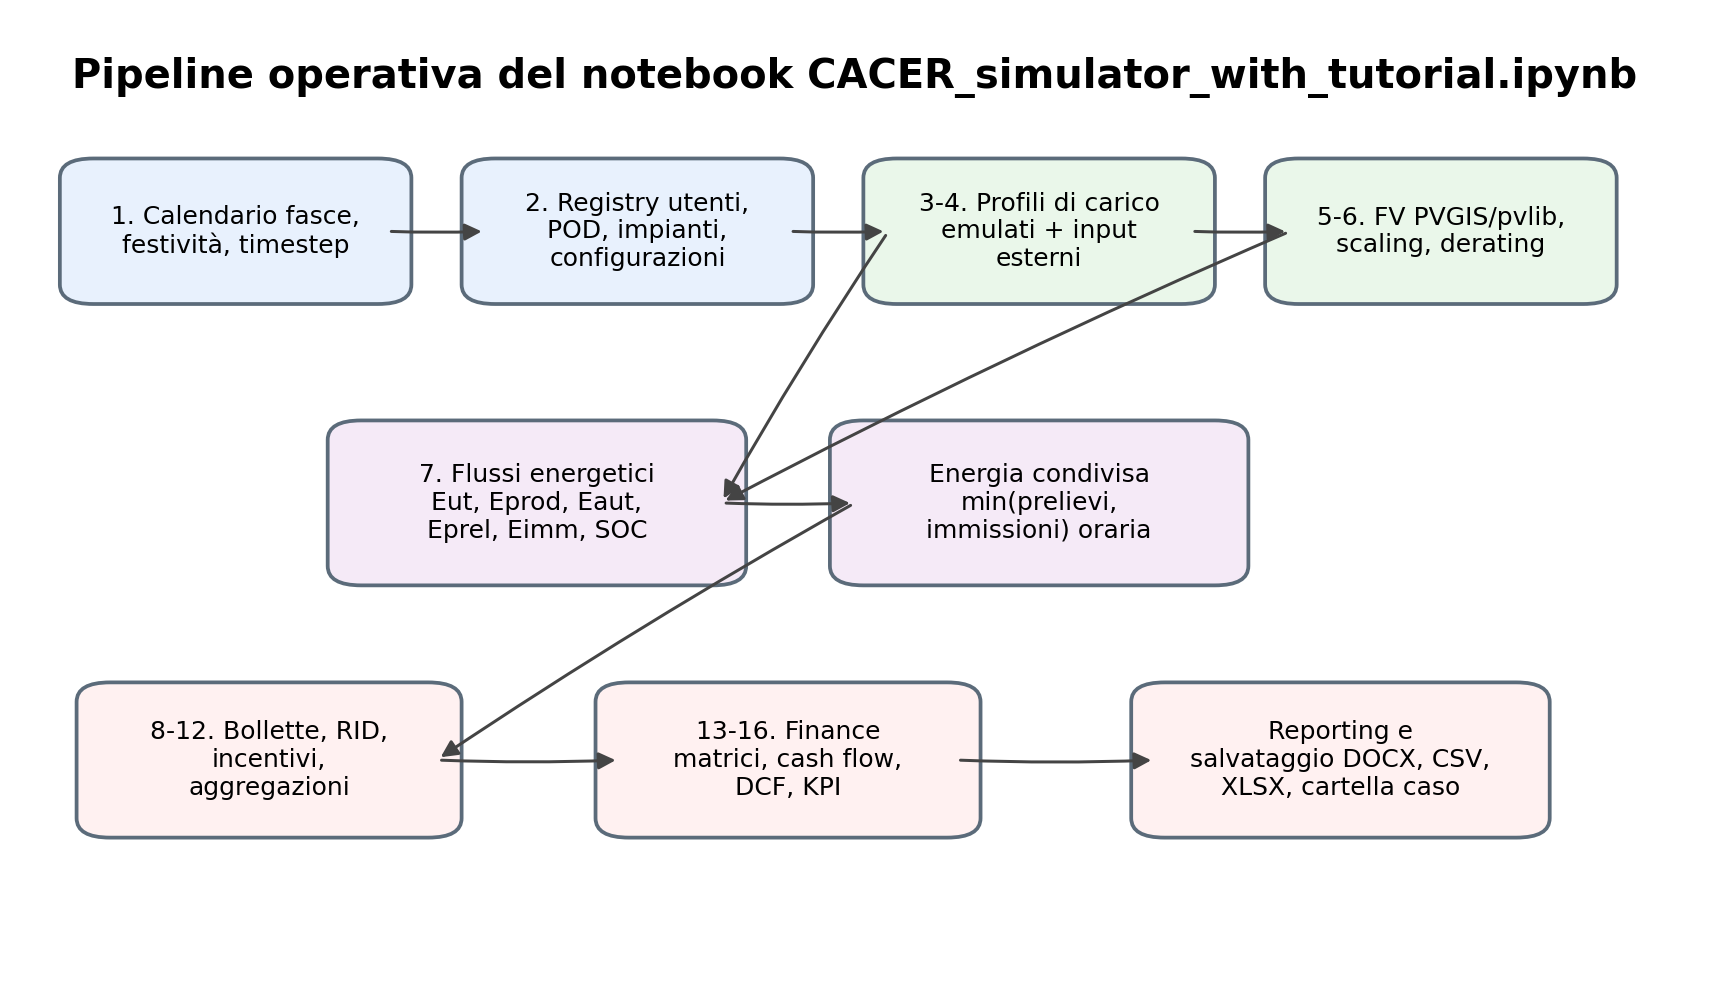 Pipeline operativa del notebook CACER_simulator_with_tutorial.ipynb
1. Calendario fasce,
festività, timestep
2. Registry utenti,
POD, impianti,
configurazioni
3-4. Profili di carico
emulati + input
esterni
5-6. FV PVGIS/pvlib,
scaling, derating
7. Flussi energetici
Eut, Eprod, Eaut,
Eprel, Eimm, SOC
Energia condivisa
min(prelievi,
immissioni) oraria
8-12. Bollette, RID,
incentivi,
aggregazioni
13-16. Finance
matrici, cash flow,
DCF, KPI
Reporting e
salvataggio DOCX, CSV,
XLSX, cartella caso